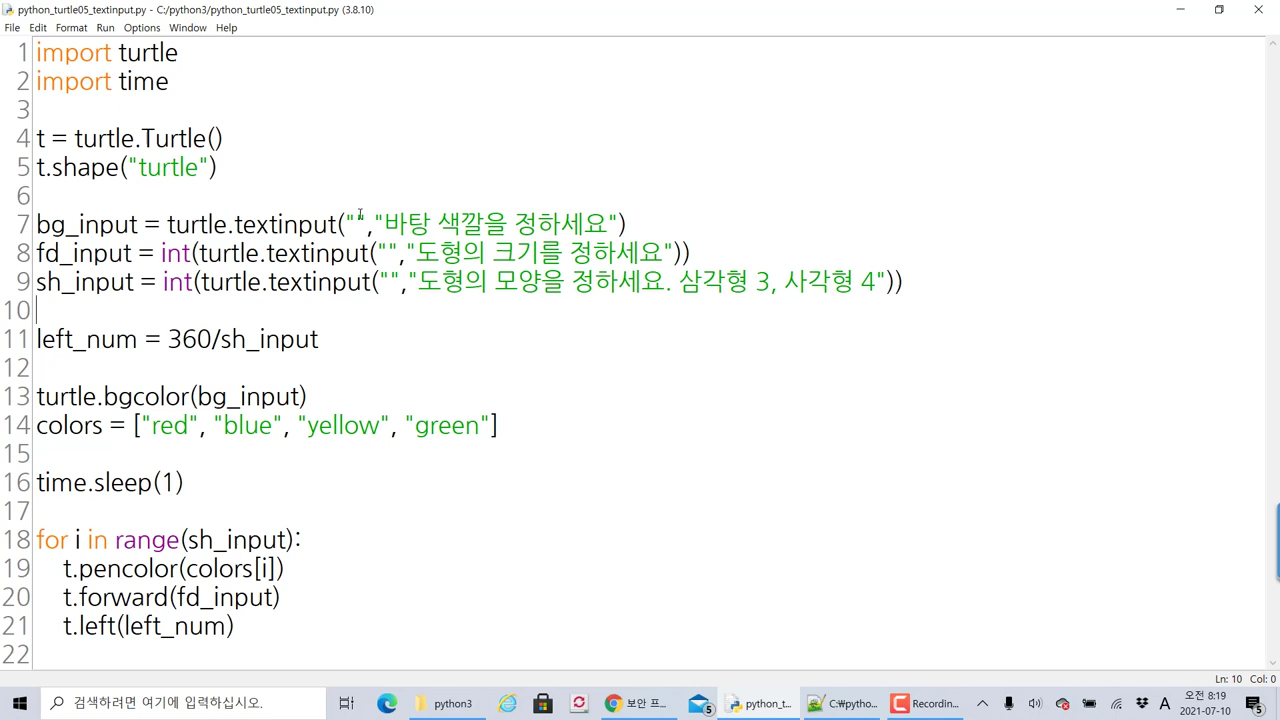 python_turtle05_textinput.py - C:/python3/python_turtle05_textinput.py (3.8.10)
File Edit Format Run Options Window Help
1 import turtle
2 import time
3
4 t = turtle.Turtle()
5 t.shape("turtle")
6
7 bg_input = turtle.textinput("","바탕 색깔을 정하세요")
8 fd_input = int(turtle.textinput("","도형의 크기를 정하세요"))
9 sh_input = int(turtle.textinput("","도형의 모양을 정하세요. 삼각형 3, 사각형 4"))
10
11 left_num = 360/sh_input
12
13 turtle.bgcolor(bg_input)
14 colors = ["red", "blue", "yellow", "green"]
15
16 time.sleep(1)
17
18 for i in range(sh_input):
19     t.pencolor(colors[i])
20     t.forward(fd_input)
21     t.left(left_num)
22
Ln: 10 Col: 0
검색하려면 여기에 입력하십시오. python3 보안 프... 5 python_t... C:₩python... Recordin... A 오전 8:19 5
2021-07-10